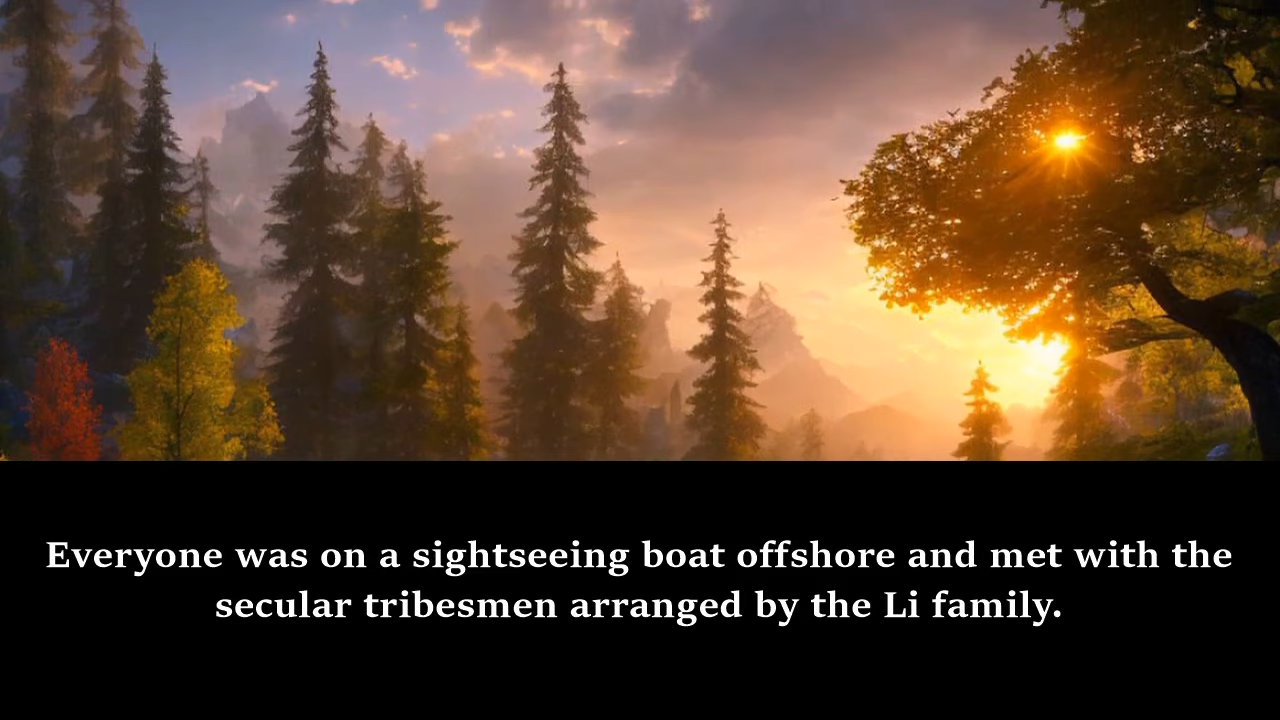 Everyone was on a sightseeing boat offshore and met with the
secular tribesmen arranged by the Li family.